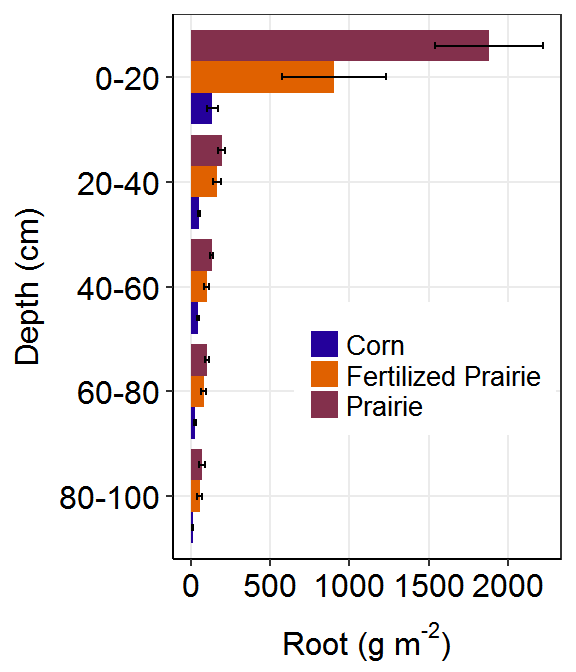 Depth (cm)
0-20
20-40
40-60
60-80
80-100
Corn
Fertilized Prairie
Prairie
0 500 1000 1500 2000
Root (g m⁻²)